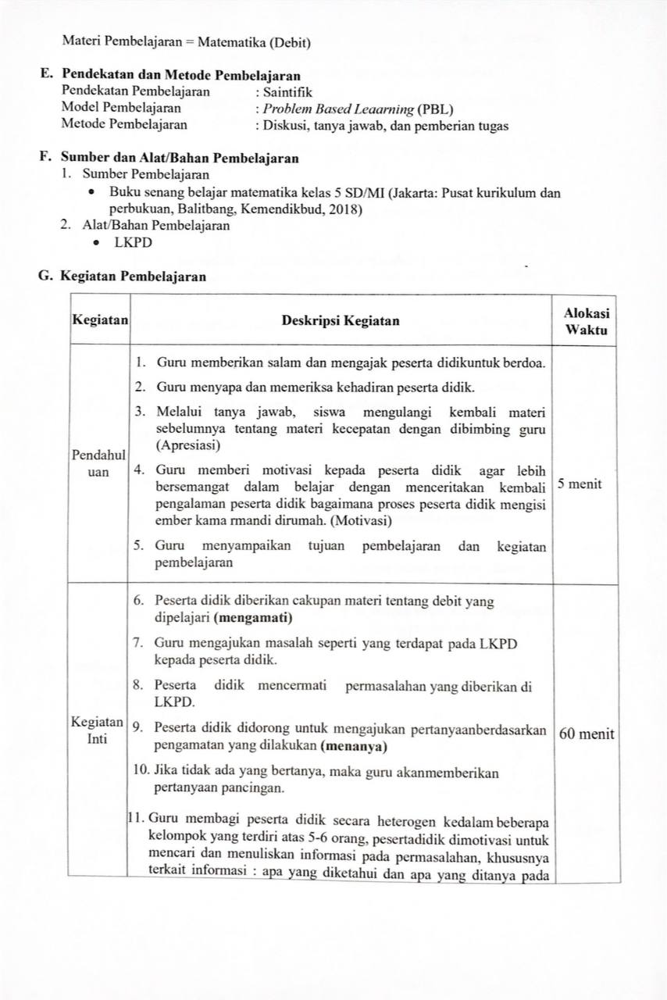 Materi Pembelajaran = Matematika (Debit)
E. Pendekatan dan Metode Pembelajaran
Pendekatan Pembelajaran : Saintifik
Model Pembelajaran : Problem Based Leaarning (PBL)
Metode Pembelajaran : Diskusi, tanya jawab, dan pemberian tugas
F. Sumber dan Alat/Bahan Pembelajaran
1. Sumber Pembelajaran
• Buku senang belajar matematika kelas 5 SD/MI (Jakarta: Pusat kurikulum dan
perbukuan, Balitbang, Kemendikbud, 2018)
2. Alat/Bahan Pembelajaran
• LKPD
G. Kegiatan Pembelajaran
Kegiatan
Deskripsi Kegiatan
Alokasi
Waktu
Pendahul
uan
1. Guru memberikan salam dan mengajak peserta didikuntuk berdoa.
2. Guru menyapa dan memeriksa kehadiran peserta didik.
3. Melalui tanya jawab, siswa mengulangi kembali materi
sebelumnya tentang materi kecepatan dengan dibimbing guru
(Apresiasi)
4. Guru memberi motivasi kepada peserta didik agar lebih
bersemangat dalam belajar dengan menceritakan kembali
pengalaman peserta didik bagaimana proses peserta didik mengisi
ember kama rmandi dirumah. (Motivasi)
5. Guru menyampaikan tujuan pembelajaran dan kegiatan
pembelajaran
5 menit
Kegiatan
Inti
6. Peserta didik diberikan cakupan materi tentang debit yang
dipelajari (mengamati)
7. Guru mengajukan masalah seperti yang terdapat pada LKPD
kepada peserta didik.
8. Peserta didik mencermati permasalahan yang diberikan di
LKPD.
9. Peserta didik didorong untuk mengajukan pertanyaanberdasarkan
pengamatan yang dilakukan (menanya)
10. Jika tidak ada yang bertanya, maka guru akanmemberikan
pertanyaan pancingan.
11. Guru membagi peserta didik secara heterogen kedalam beberapa
kelompok yang terdiri atas 5-6 orang, pesertadidik dimotivasi untuk
mencari dan menuliskan informasi pada permasalahan, khususnya
terkait informasi : apa yang diketahui dan apa yang ditanya pada
60 menit